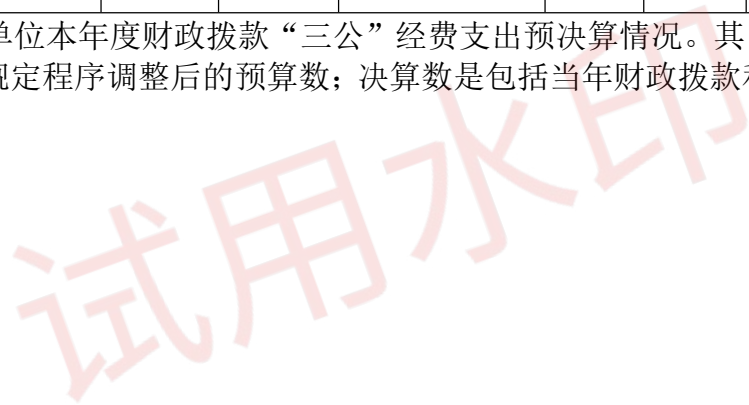 单位本年度财政拨款“三公”经费支出预决算情况。其
规定程序调整后的预算数；决算数是包括当年财政拨款
试用水印